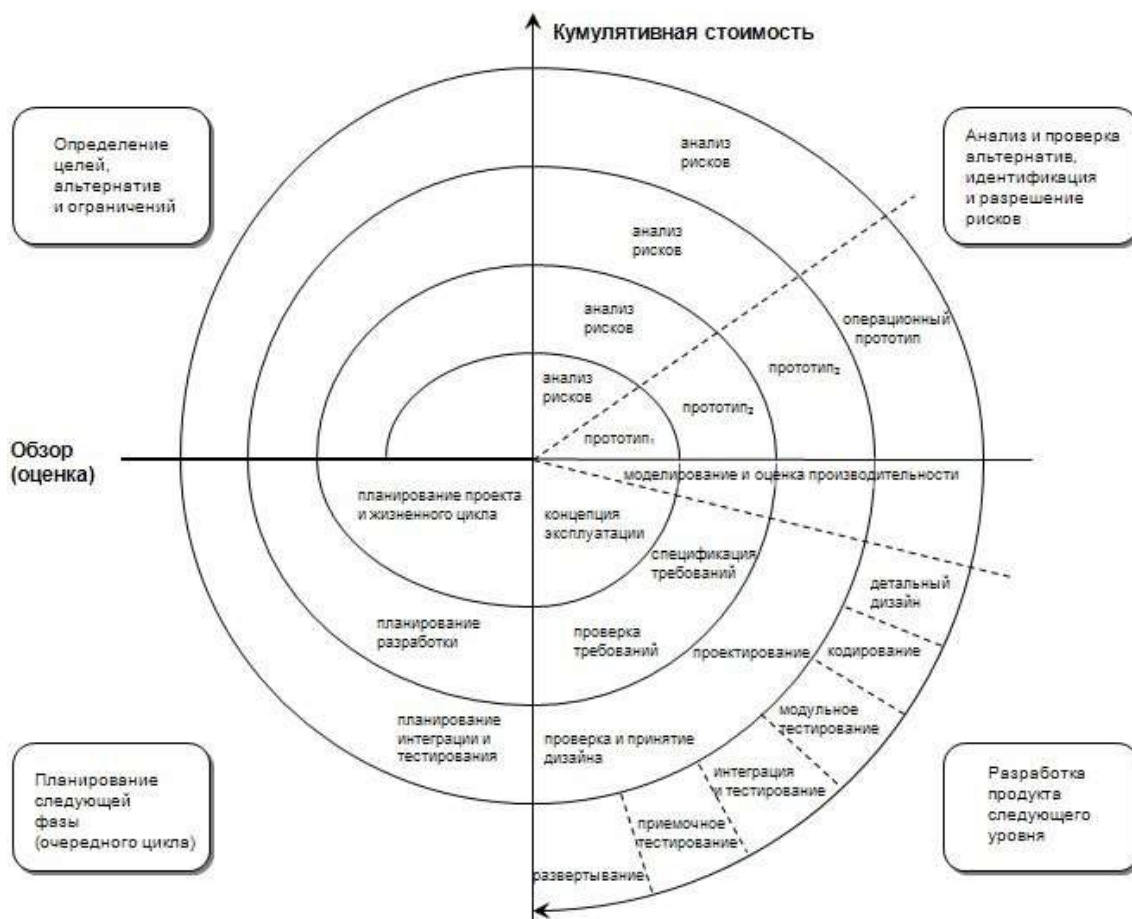 Кумулятивная стоимость
Определение
целей,
альтернатив
и ограничений
Анализ и проверка
альтернатив,
идентификация
и разрешение
рисков
анализ
рисков
анализ
рисков
анализ
рисков
анализ
рисков
операционный
прототип
прототип₂
прототип₂
прототип₁
Обзор
(оценка)
моделирование и оценка производительности
планирование проекта
и жизненного цикла
концепция
эксплуатации
спецификация
требований
детальный
дизайн
планирование
разработки
проверка
требований
проектирование
кодирование
модульное
тестирование
планирование
интеграции и
тестирования
проверка и принятие
дизайна
интеграция
и тестирование
приемочное
тестирование
развертывание
Планирование
следующей
фазы
(очередного цикла)
Разработка
продукта
следующего
уровня